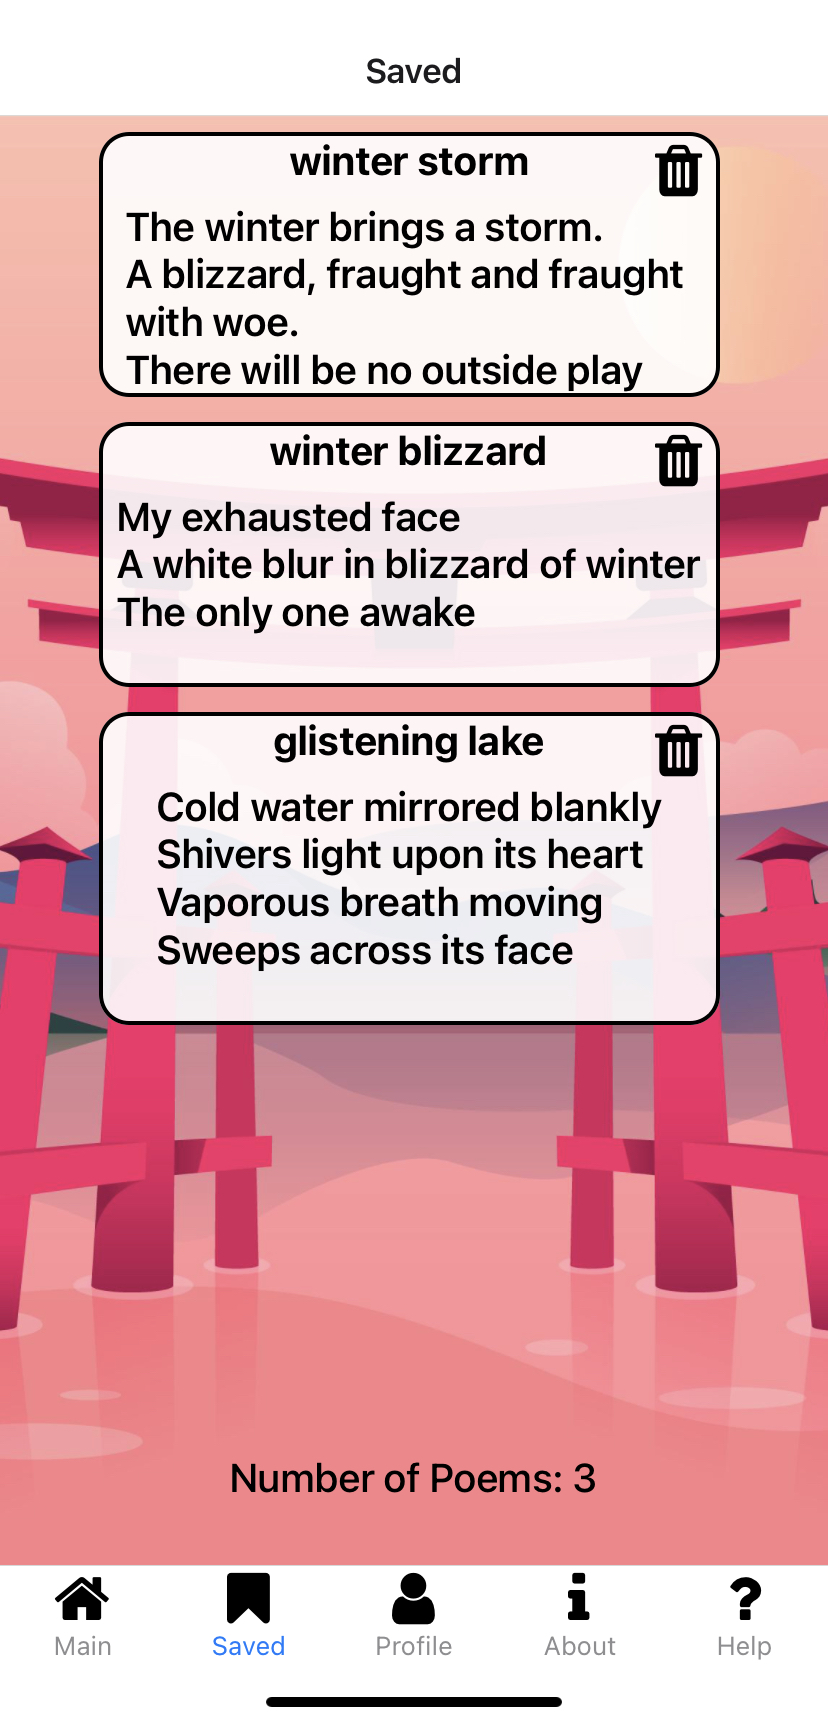 Saved
winter storm
The winter brings a storm.
A blizzard, fraught and fraught
with woe.
There will be no outside play
winter blizzard
My exhausted face
A white blur in blizzard of winter
The only one awake
glistening lake
Cold water mirrored blankly
Shivers light upon its heart
Vaporous breath moving
Sweeps across its face
Number of Poems: 3
Main
Saved
Profile
About
Help